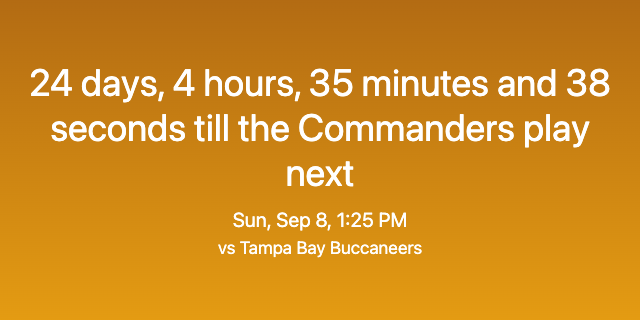 24 days, 4 hours, 35 minutes and 38
seconds till the Commanders play
next
Sun, Sep 8, 1:25 PM
vs Tampa Bay Buccaneers